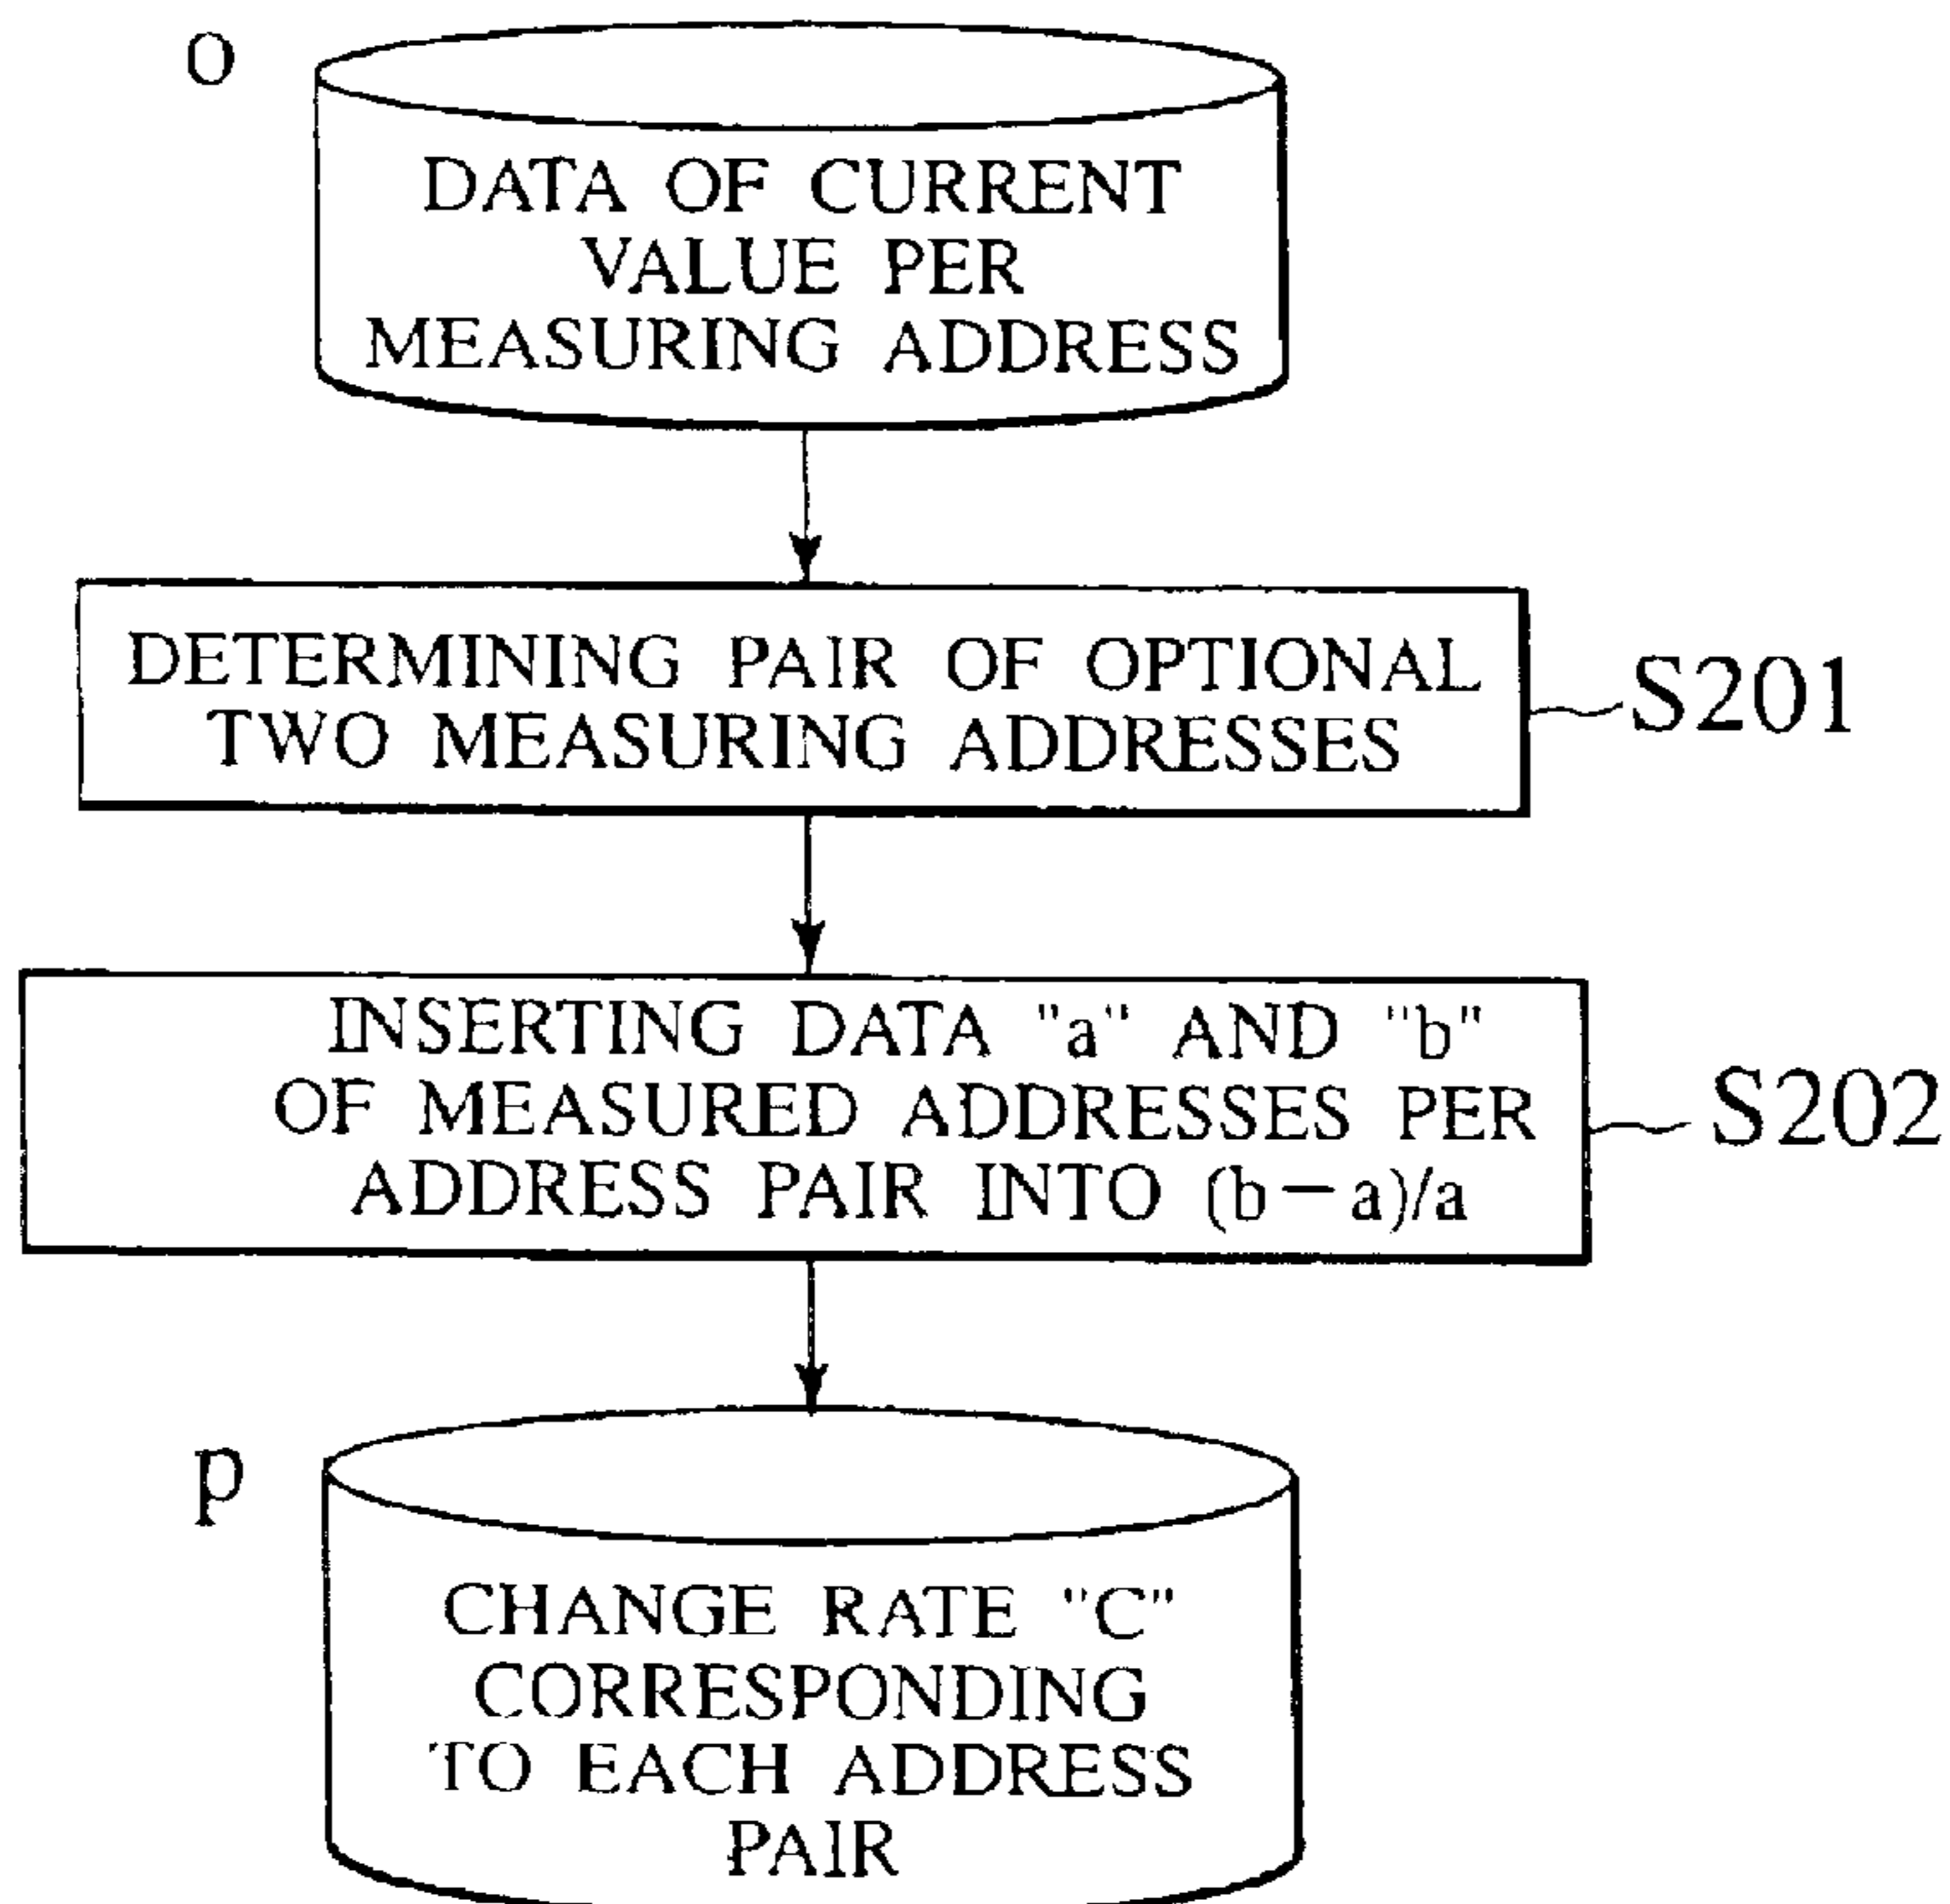 o
DATA OF CURRENT
VALUE PER
MEASURING ADDRESS
DETERMINING PAIR OF OPTIONAL
TWO MEASURING ADDRESSES
S201
INSERTING DATA "a" AND "b"
OF MEASURED ADDRESSES PER
ADDRESS PAIR INTO (b－a)/a
S202
p
CHANGE RATE "C"
CORRESPONDING
TO EACH ADDRESS
PAIR